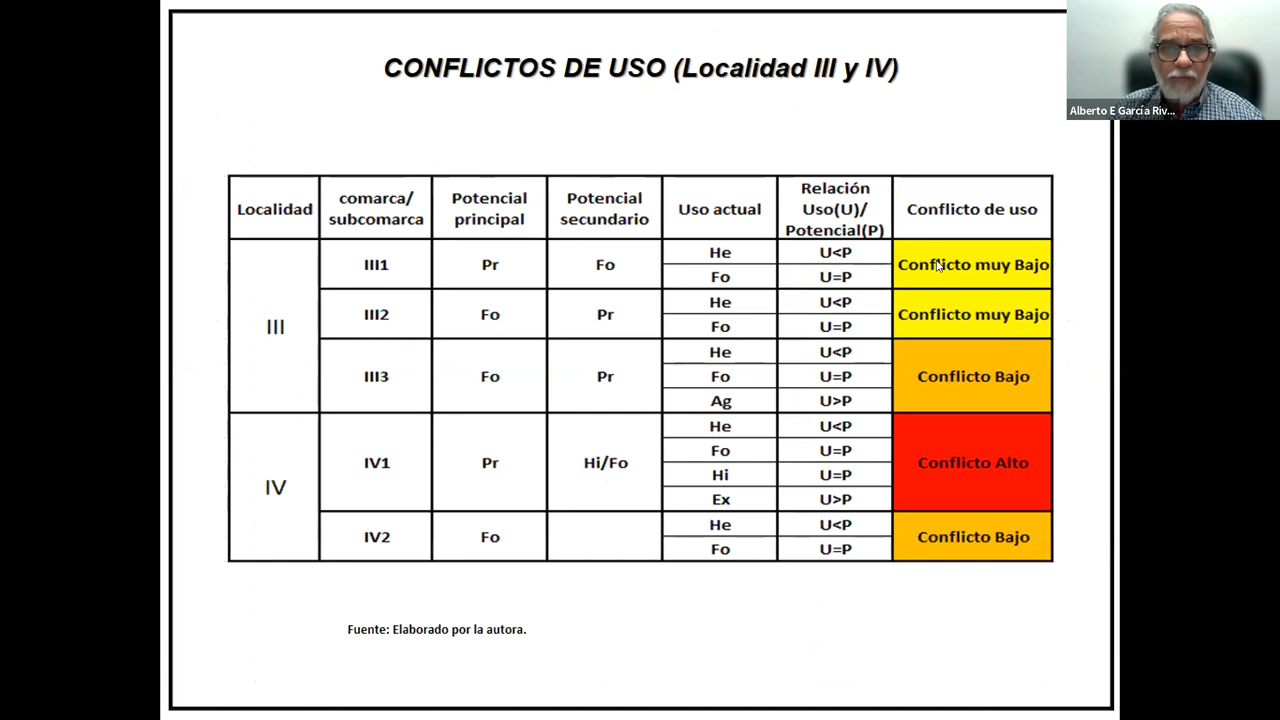 CONFLICTOS DE USO (Localidad III y IV)
Alberto E García Riv...
Localidad
comarca/
subcomarca
Potencial
principal
Potencial
secundario
Uso actual
Relación
Uso(U)/
Potencial(P)
Conflicto de uso
III
III1
Pr
Fo
He
U<P
Fo
U=P
Conflicto muy Bajo
III2
Fo
Pr
He
U<P
Fo
U=P
Conflicto muy Bajo
III3
Fo
Pr
He
U<P
Fo
U=P
Ag
U>P
Conflicto Bajo
IV
IV1
Pr
Hi/Fo
He
U<P
Fo
U=P
Hi
U=P
Ex
U>P
Conflicto Alto
IV2
Fo
He
U<P
Fo
U=P
Conflicto Bajo
Fuente: Elaborado por la autora.